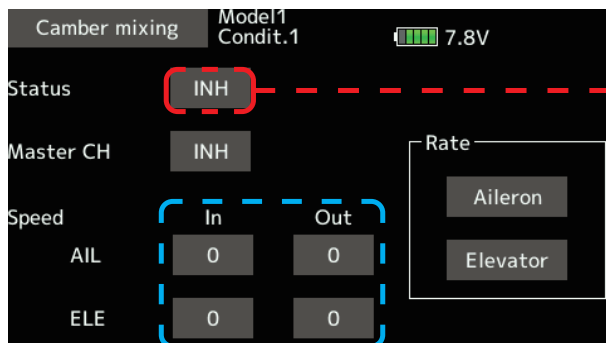 Camber mixing
Model1
Condit.1
7.8V
Status INH
Master CH INH
Rate
Aileron
Speed In Out
AIL 0 0
Elevator
ELE 0 0